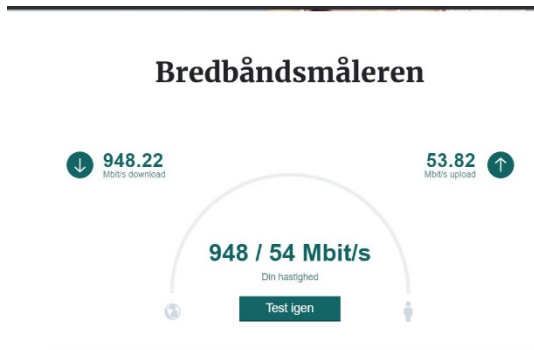 Bredbåndsmåleren
948.22
Mbit/s download
53.82
Mbit/s upload
948 / 54 Mbit/s
Din hastighed
Test igen